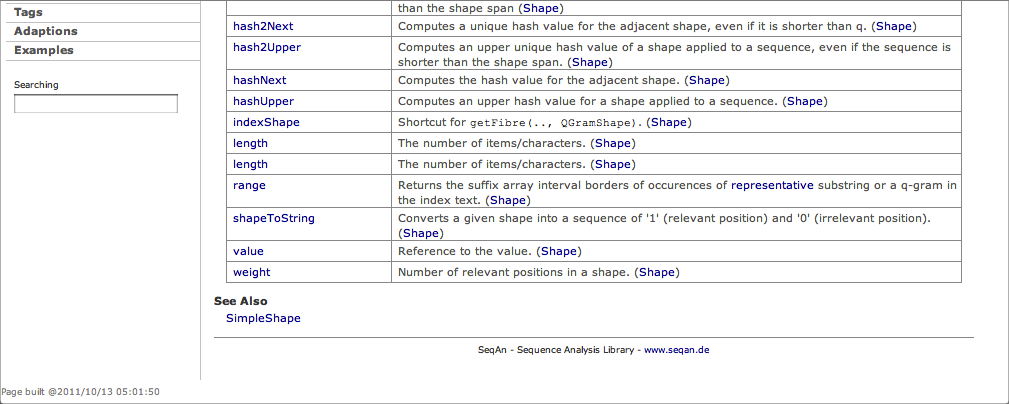 Tags
Adaptions
Examples
Searching
than the shape span (Shape)
hash2Next Computes a unique hash value for the adjacent shape, even if it is shorter than q. (Shape)
hash2Upper Computes an upper unique hash value of a shape applied to a sequence, even if the sequence is
shorter than the shape span. (Shape)
hashNext Computes the hash value for the adjacent shape. (Shape)
hashUpper Computes an upper hash value for a shape applied to a sequence. (Shape)
indexShape Shortcut for getFibre(.., QGramShape). (Shape)
length The number of items/characters. (Shape)
length The number of items/characters. (Shape)
range Returns the suffix array interval borders of occurences of representative substring or a q-gram in
the index text. (Shape)
shapeToString Converts a given shape into a sequence of '1' (relevant position) and '0' (irrelevant position).
(Shape)
value Reference to the value. (Shape)
weight Number of relevant positions in a shape. (Shape)
See Also
SimpleShape
SeqAn - Sequence Analysis Library - www.seqan.de
Page built @2011/10/13 05:01:50